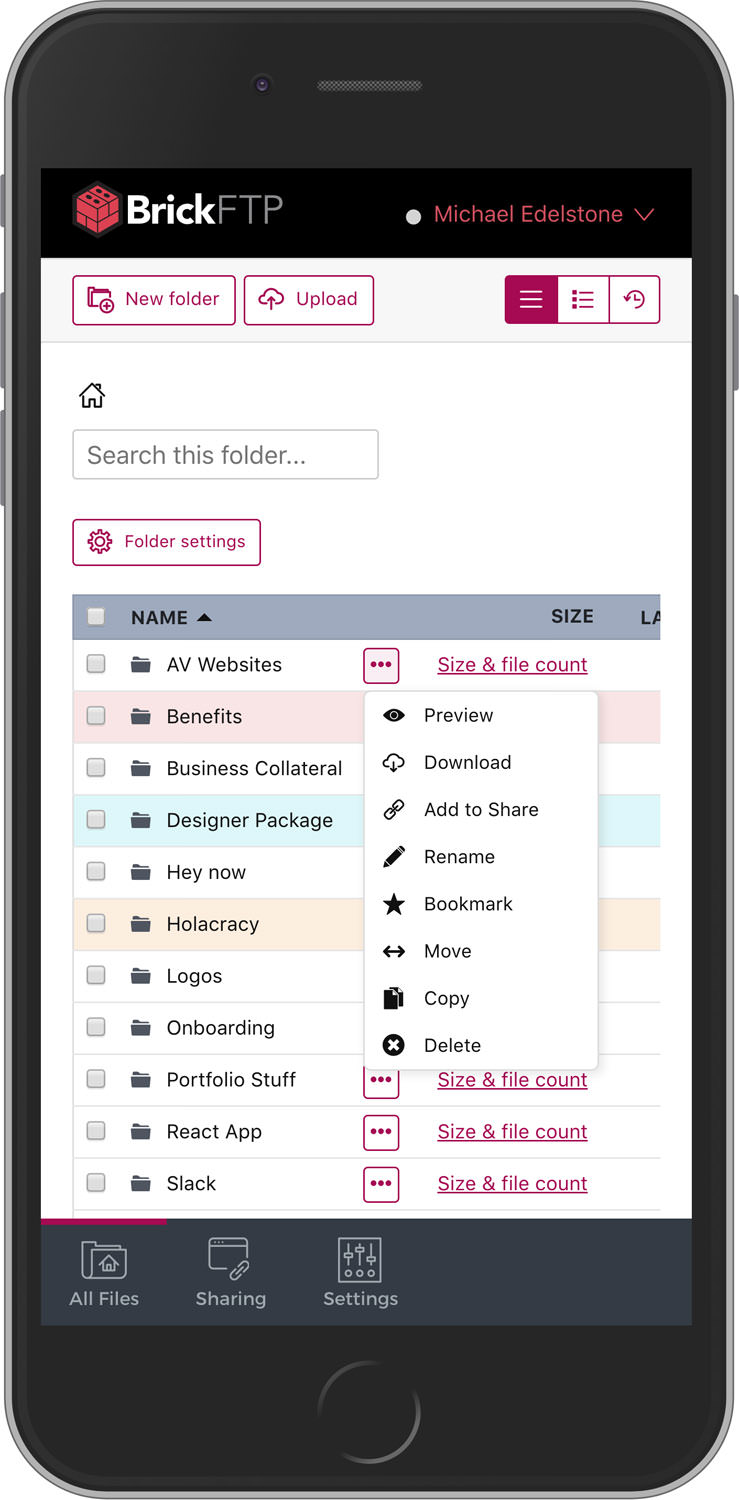 BrickFTP
Michael Edelstone
New folder
Upload
Search this folder...
Folder settings
NAME SIZE LA
AV Websites Size & file count
Benefits Preview
Business Collateral Download
Designer Package Add to Share
Hey now Rename
Holacracy Bookmark
Logos Move
Onboarding Copy
Delete
Portfolio Stuff Size & file count
React App Size & file count
Slack Size & file count
All Files Sharing Settings